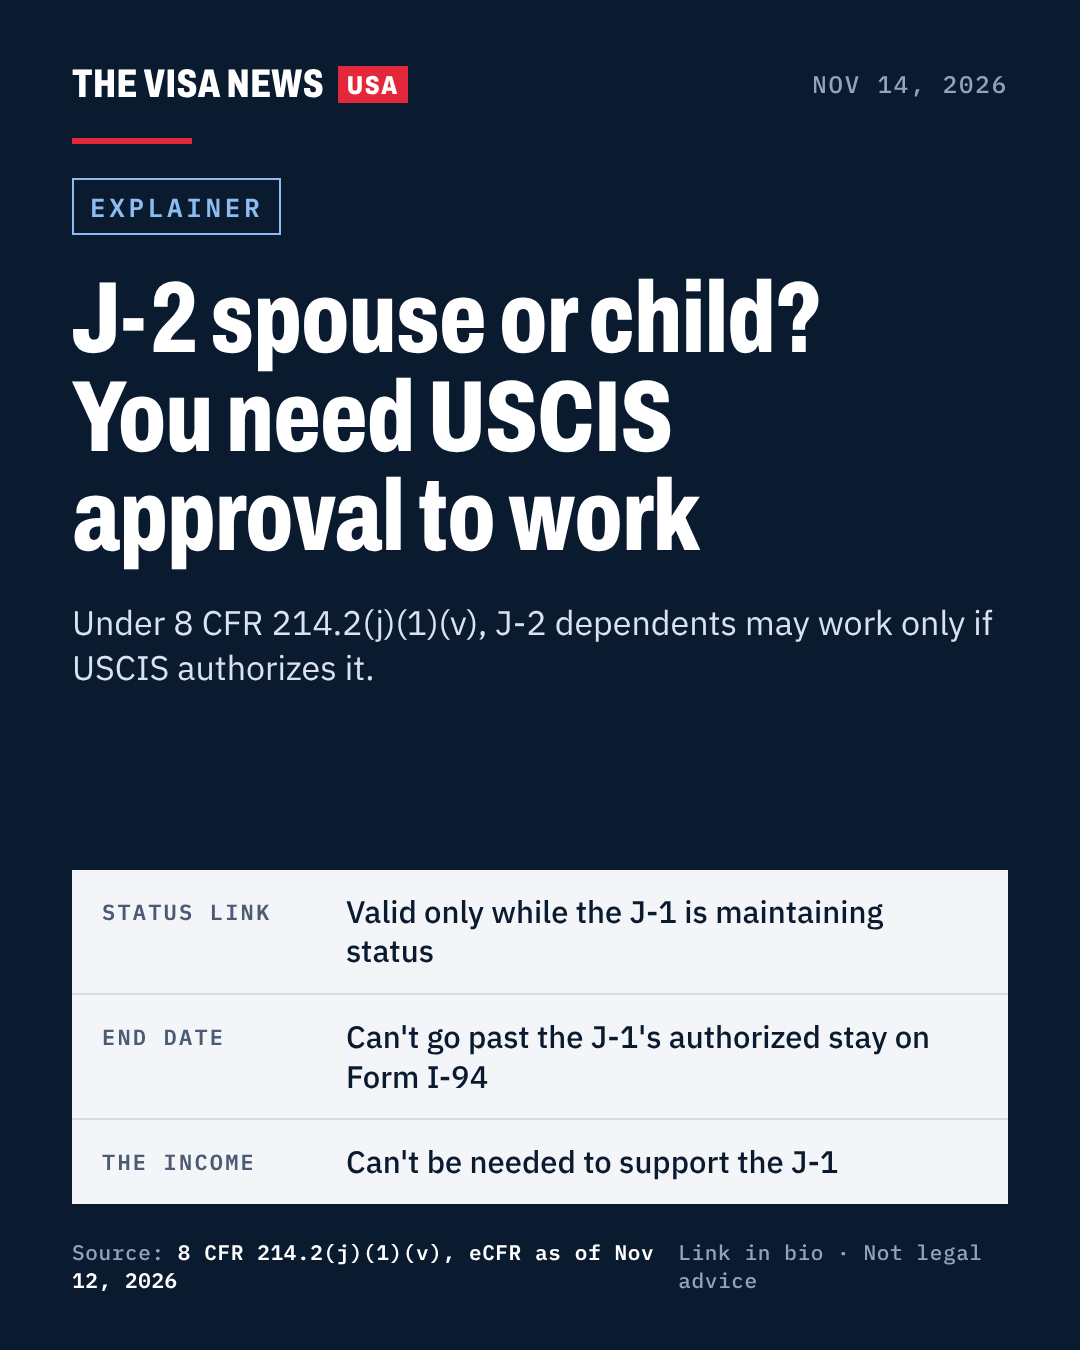 THE VISA NEWS USA
NOV 14, 2026
EXPLAINER
J-2 spouse or child?
You need USCIS
approval to work
Under 8 CFR 214.2(j)(1)(v), J-2 dependents may work only if
USCIS authorizes it.
STATUS LINK
Valid only while the J-1 is maintaining
status
END DATE
Can't go past the J-1's authorized stay on
Form I-94
THE INCOME
Can't be needed to support the J-1
Source: 8 CFR 214.2(j)(1)(v), eCFR as of Nov
12, 2026
Link in bio · Not legal
advice